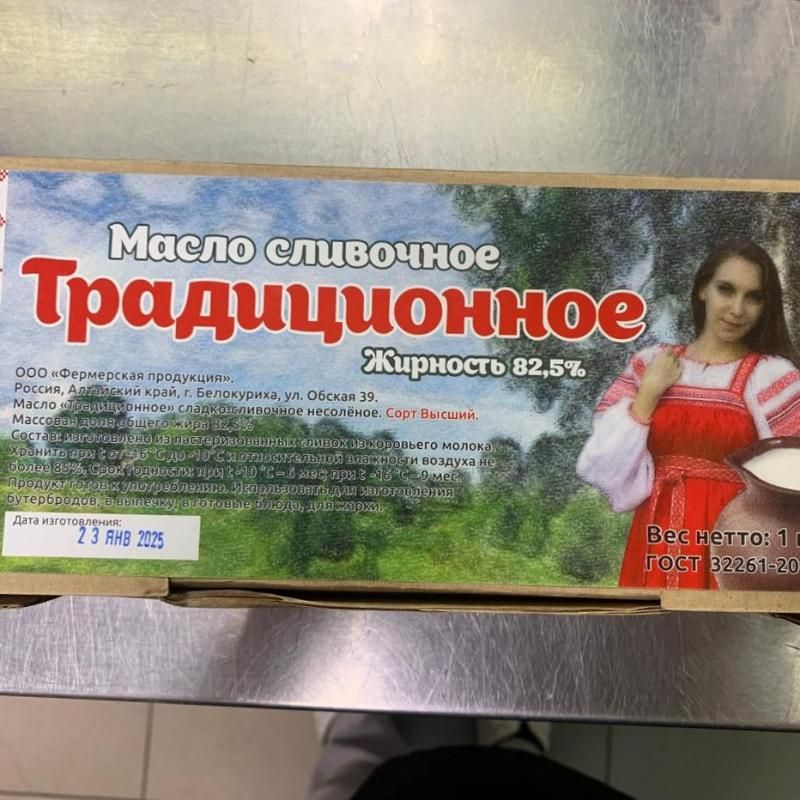 Масло сливочное
Традиционное
Жирность 82,5%
ООО «Фермерская продукция».
Россия, Алтайский край, г. Белокуриха, ул. Обская 39.
Масло «Традиционное» сладко-сливочное несолёное. Сорт Высший.
Массовая доля общего жира 82,5%
Состав: изготовлено из пастеризованных сливок из коровьего молока.
Хранить при t от -16 °С до -10°С и относительной влажности воздуха не
более 85%. Срок годности: при t -10 °С – 6 мес; при t -16 °С – 9 мес.
Продукт готов к употреблению. Использовать для изготовления
бутербродов, в выпечку, в готовые блюда, для жарки.
Дата изготовления:
23 ЯНВ 2025
Вес нетто: 1
ГОСТ 32261-20